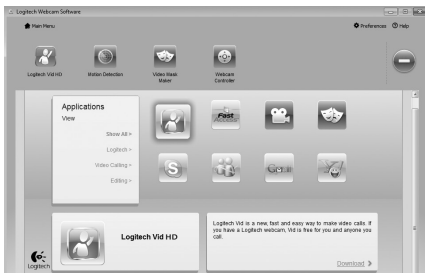 Logitech Webcam Software
Main Menu
Preferences
Help
Logitech Vid HD
Motion Detection
Video Mask
Maker
Webcam
Controller
Applications
View
Show All >
Logitech >
Video Calling >
Editing >
Fast
Access
S
Gmail
Logitech Vid HD
Logitech Vid is a new, fast and easy way to make video calls. If
you have a Logitech webcam, Vid is free for you and anyone you
call.
Download >
Logitech